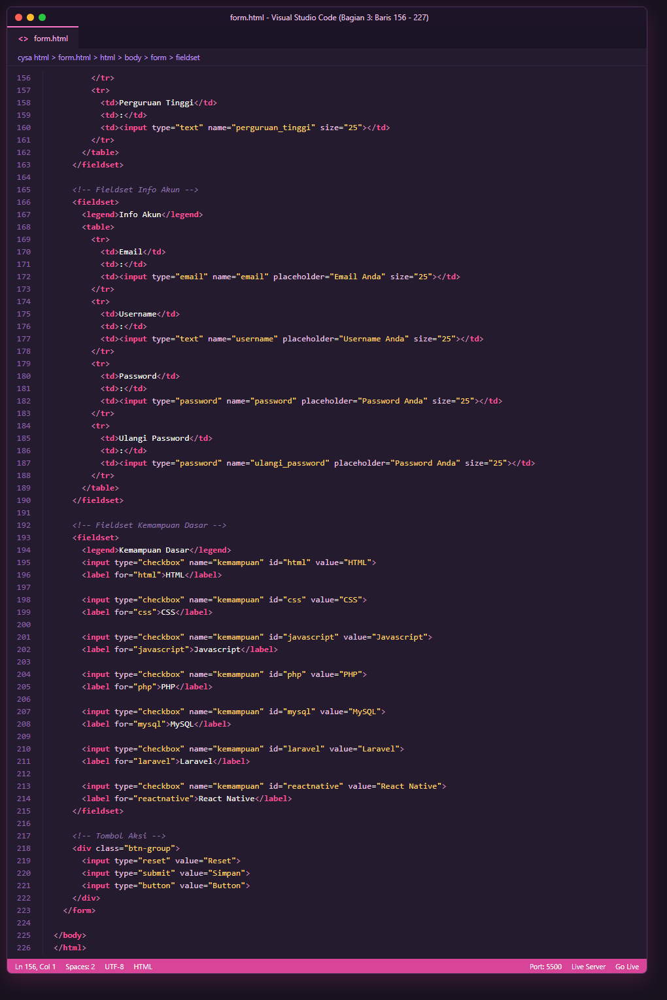 form.html - Visual Studio Code (Bagian 3: Baris 156 - 227)
<> form.html
cysa html > form.html > html > body > form > fieldset
156         </tr>
157         <tr>
158           <td>Perguruan Tinggi</td>
159           <td>:</td>
160           <td><input type="text" name="perguruan_tinggi" size="25"></td>
161         </tr>
162       </table>
163     </fieldset>
164
165     <!-- Fieldset Info Akun -->
166     <fieldset>
167       <legend>Info Akun</legend>
168       <table>
169         <tr>
170           <td>Email</td>
171           <td>:</td>
172           <td><input type="email" name="email" placeholder="Email Anda" size="25"></td>
173         </tr>
174         <tr>
175           <td>Username</td>
176           <td>:</td>
177           <td><input type="text" name="username" placeholder="Username Anda" size="25"></td>
178         </tr>
179         <tr>
180           <td>Password</td>
181           <td>:</td>
182           <td><input type="password" name="password" placeholder="Password Anda" size="25"></td>
183         </tr>
184         <tr>
185           <td>Ulangi Password</td>
186           <td>:</td>
187           <td><input type="password" name="ulangi_password" placeholder="Password Anda" size="25"></td>
188         </tr>
189       </table>
190     </fieldset>
191
192     <!-- Fieldset Kemampuan Dasar -->
193     <fieldset>
194       <legend>Kemampuan Dasar</legend>
195       <input type="checkbox" name="kemampuan" id="html" value="HTML">
196       <label for="html">HTML</label>
197
198       <input type="checkbox" name="kemampuan" id="css" value="CSS">
199       <label for="css">CSS</label>
200
201       <input type="checkbox" name="kemampuan" id="javascript" value="Javascript">
202       <label for="javascript">Javascript</label>
203
204       <input type="checkbox" name="kemampuan" id="php" value="PHP">
205       <label for="php">PHP</label>
206
207       <input type="checkbox" name="kemampuan" id="mysql" value="MySQL">
208       <label for="mysql">MySQL</label>
209
210       <input type="checkbox" name="kemampuan" id="laravel" value="Laravel">
211       <label for="laravel">Laravel</label>
212
213       <input type="checkbox" name="kemampuan" id="reactnative" value="React Native">
214       <label for="reactnative">React Native</label>
215     </fieldset>
216
217     <!-- Tombol Aksi -->
218     <div class="btn-group">
219       <input type="reset" value="Reset">
220       <input type="submit" value="Simpan">
221       <input type="button" value="Button">
222     </div>
223   </form>
224
225 </body>
226 </html>
Ln 156, Col 1 Spaces: 2 UTF-8 HTML Port: 5500 Live Server Go Live